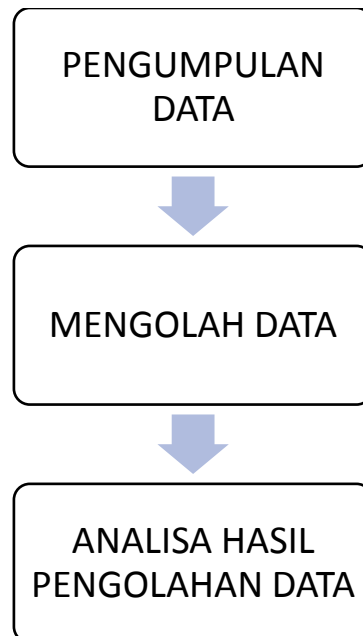 PENGUMPULAN
DATA
MENGOLAH DATA
ANALISA HASIL
PENGOLAHAN DATA